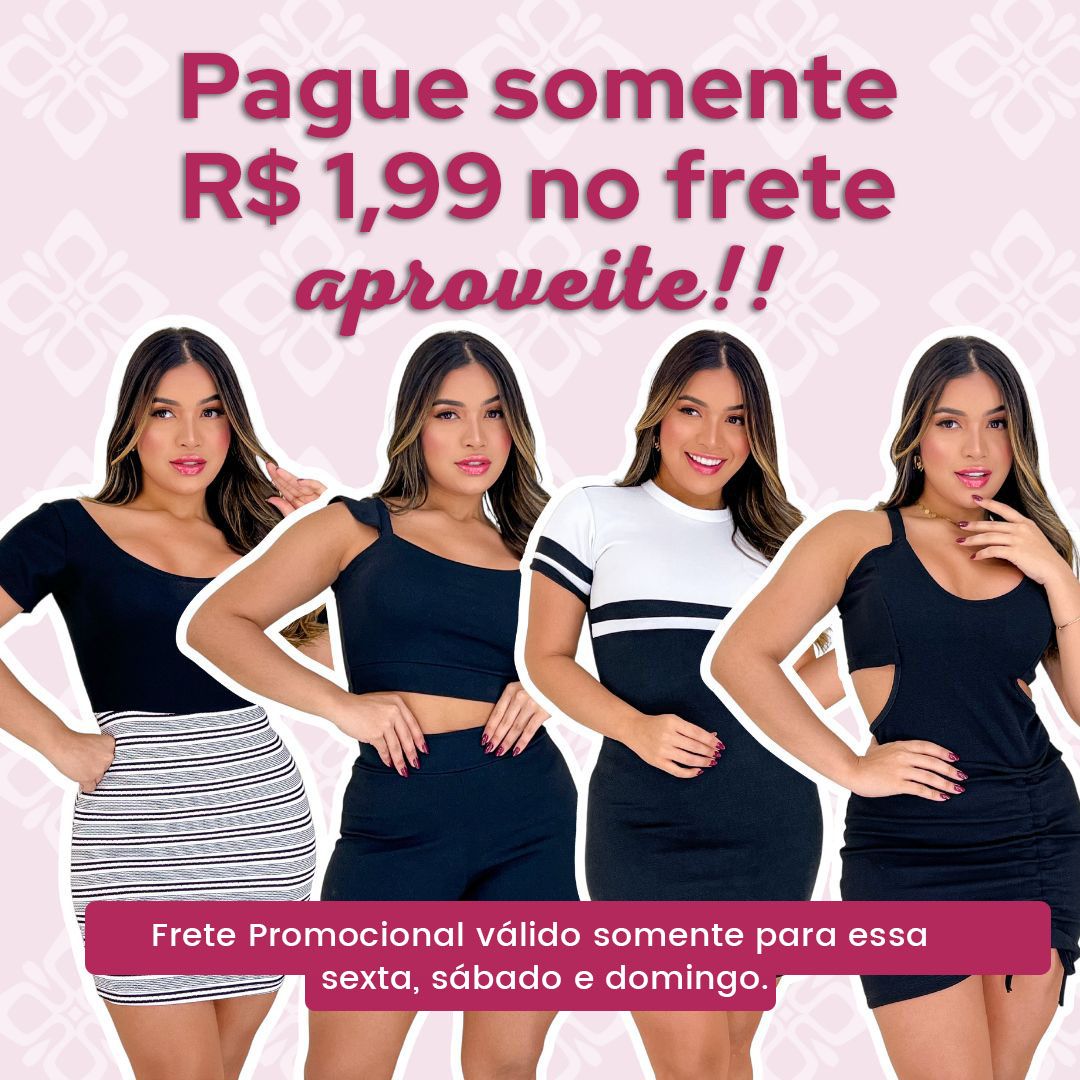 Pague somente
R$ 1,99 no frete
aproveite!!
Frete Promocional válido somente para essa
sexta, sábado e domingo.